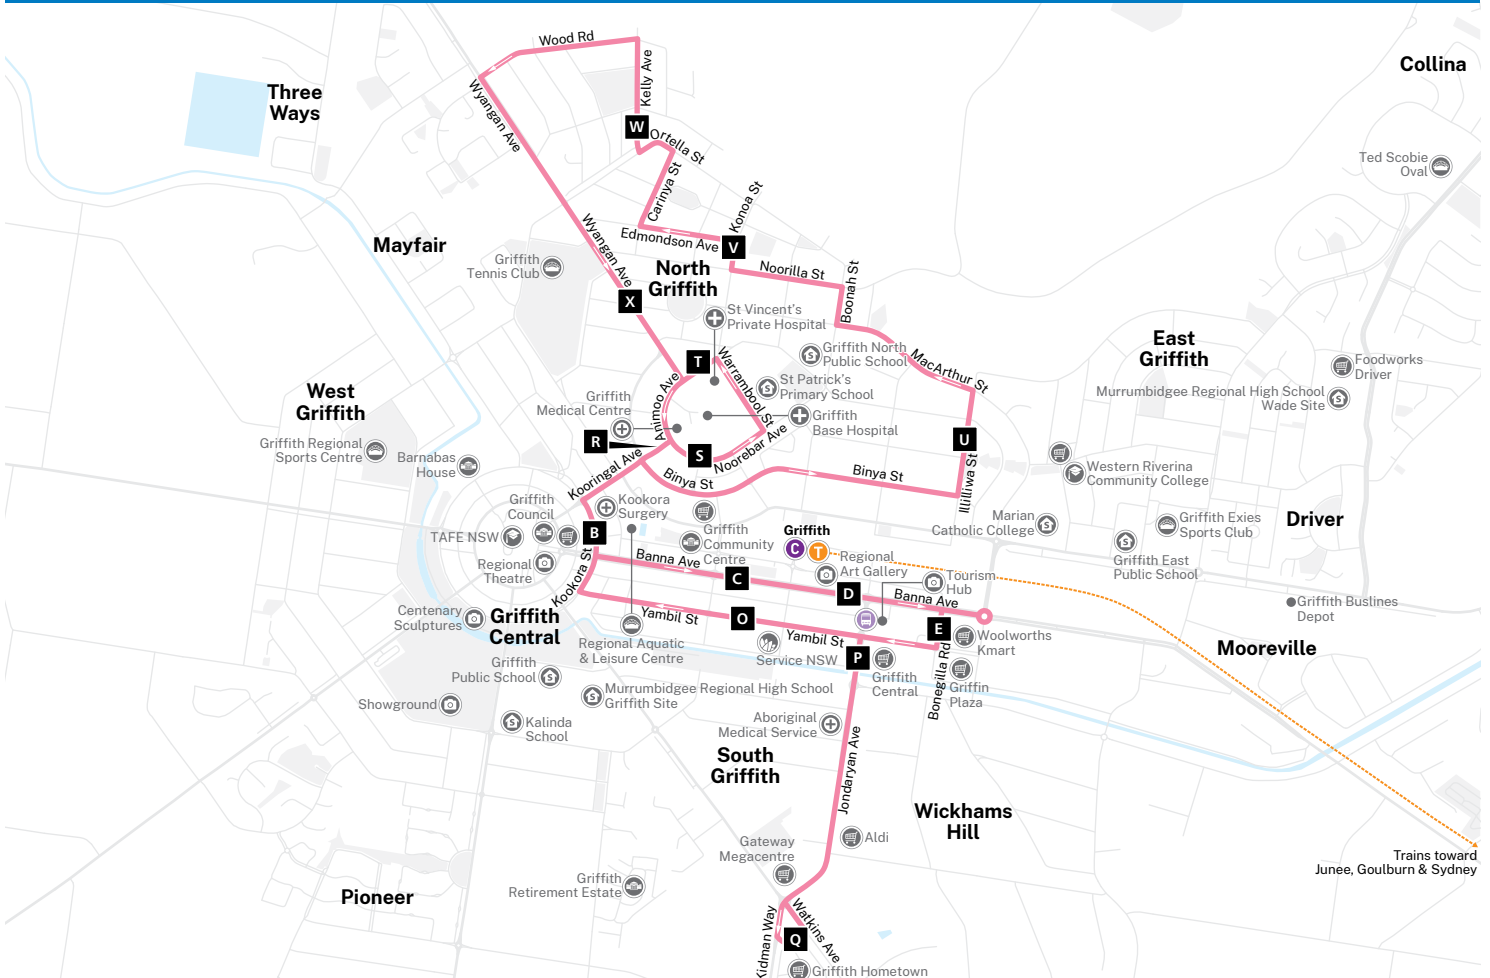 Wood Rd
Kelly Ave
Collina
Three
Ways
Wyangan Ave
W
Ortella St
Ted Scobie
Oval
Carinya St
Konoa St
Wyangan Ave
Mayfair
Edmondson Ave
V
Griffith
Tennis Club
North
Griffith
Noorilla St
Boonah St
X
St Vincent's
Private Hospital
East
Griffith
T
Warrambool St
Griffith North
Public School
MacArthur St
Foodworks
Driver
West
Griffith
Animoo Ave
St Patrick's
Primary School
Murrumbidgee Regional High School
Wade Site
Griffith
Medical Centre
Griffith
Base Hospital
R
S
Noorebar Ave
U
Griffith Regional
Sports Centre
Barnabas
House
Kooringal Ave
Binya St
Binya St
Illiliwa St
Western Riverina
Community College
Griffith
Council
Kookora
Surgery
Marian
Catholic College
Griffith Exies
Sports Club
Driver
TAFE NSW
B
Griffith
Community
Centre
Griffith
C
T
Regional
Art Gallery
Griffith East
Public School
Regional
Theatre
Kookora St
Banna Ave
C
D
Banna Ave
Tourism
Hub
Centenary
Sculptures
Griffith
Central
Yambil St
O
Yambil St
E
Woolworths
Kmart
Griffith Buslines
Depot
Mooreville
Regional Aquatic
& Leisure Centre
Service NSW
P
Griffith
Central
Bonegilla Rd
Griffin
Plaza
Griffith
Public School
Murrumbidgee Regional High School
Griffith Site
Showground
Kalinda
School
Aboriginal
Medical Service
South
Griffith
Jondaryan Ave
Wickhams
Hill
Gateway
Megacentre
Aldi
Trains toward
Junee, Goulburn & Sydney
Griffith
Retirement Estate
Pioneer
Kidman Way
Watkins Ave
Q
Griffith Hometown